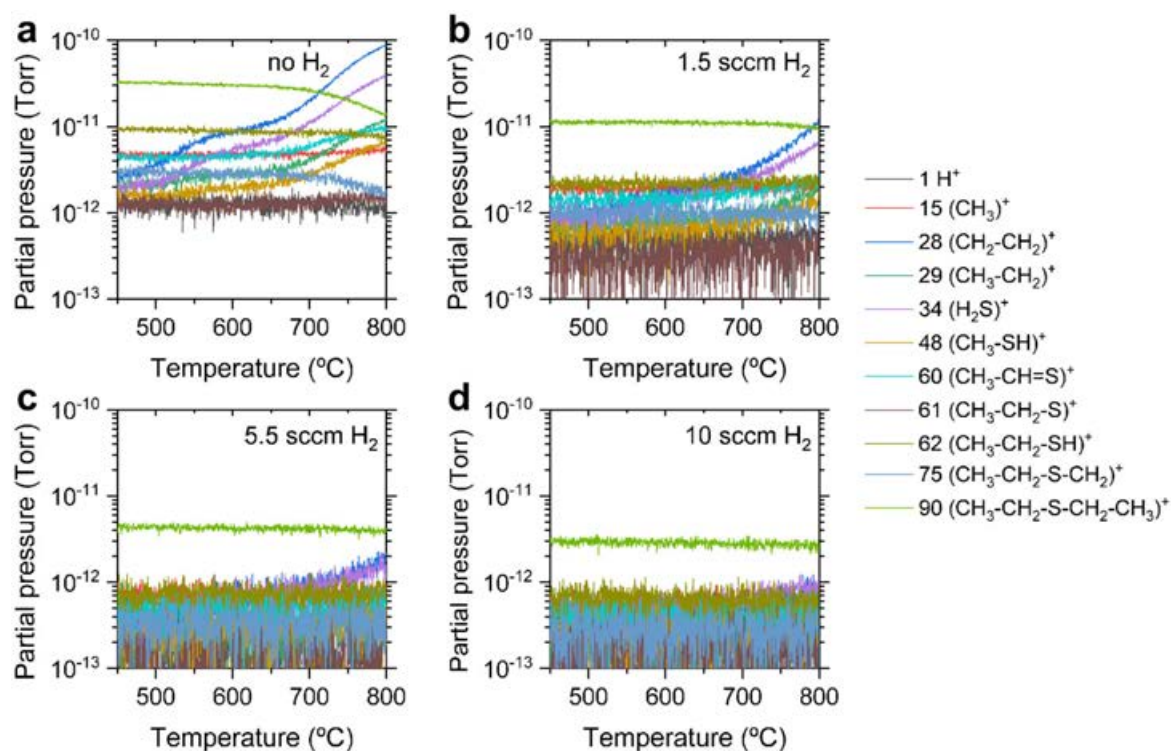 a
no H₂
Partial pressure (Torr)
10⁻¹⁰
10⁻¹¹
10⁻¹²
10⁻¹³
500 600 700 800
Temperature (ºC)
b
1.5 sccm H₂
Partial pressure (Torr)
10⁻¹⁰
10⁻¹¹
10⁻¹²
10⁻¹³
500 600 700 800
Temperature (ºC)
1 H⁺
15 (CH₃)⁺
28 (CH₂-CH₂)⁺
29 (CH₃-CH₂)⁺
34 (H₂S)⁺
48 (CH₃-SH)⁺
60 (CH₃-CH=S)⁺
61 (CH₃-CH₂-S)⁺
62 (CH₃-CH₂-SH)⁺
75 (CH₃-CH₂-S-CH₂)⁺
90 (CH₃-CH₂-S-CH₂-CH₃)⁺
c
5.5 sccm H₂
Partial pressure (Torr)
10⁻¹⁰
10⁻¹¹
10⁻¹²
10⁻¹³
500 600 700 800
Temperature (ºC)
d
10 sccm H₂
Partial pressure (Torr)
10⁻¹⁰
10⁻¹¹
10⁻¹²
10⁻¹³
500 600 700 800
Temperature (ºC)